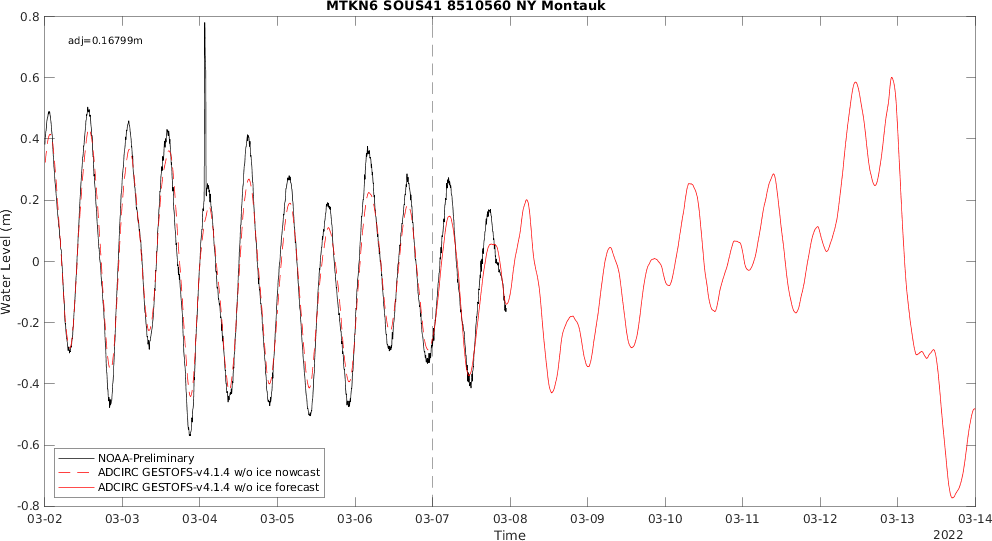 MTKN6 SOUS41 8510560 NY Montauk
adj=0.16799m
0.8
0.6
0.4
0.2
0
-0.2
-0.4
-0.6
-0.8
Water Level (m)
NOAA-Preliminary
ADCIRC GESTOFS-v4.1.4 w/o ice nowcast
ADCIRC GESTOFS-v4.1.4 w/o ice forecast
03-02 03-03 03-04 03-05 03-06 03-07 03-08 03-09 03-10 03-11 03-12 03-13 03-14
Time
2022